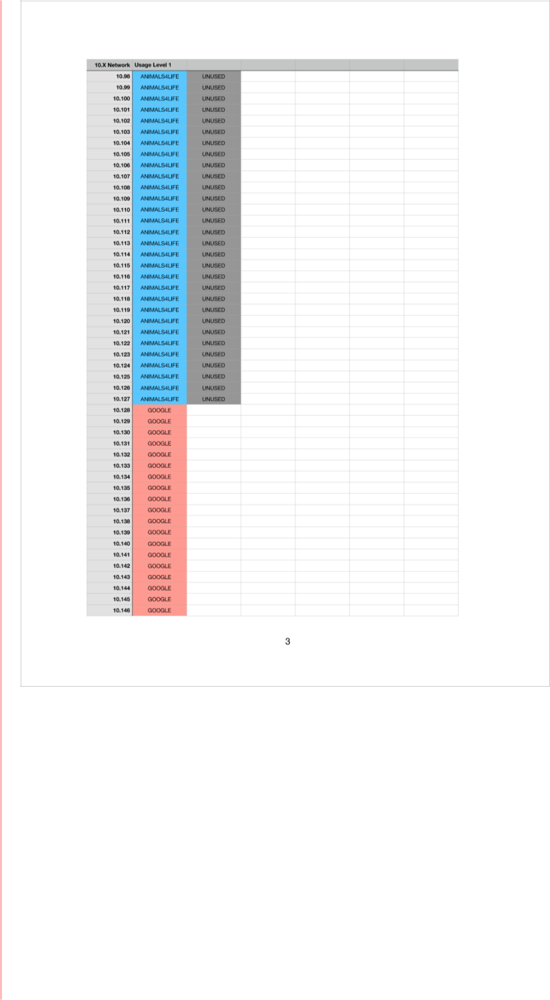 10.X Network Usage Level 1
10.98 ANIMALS4LIFE UNUSED
10.99 ANIMALS4LIFE UNUSED
10.100 ANIMALS4LIFE UNUSED
10.101 ANIMALS4LIFE UNUSED
10.102 ANIMALS4LIFE UNUSED
10.103 ANIMALS4LIFE UNUSED
10.104 ANIMALS4LIFE UNUSED
10.105 ANIMALS4LIFE UNUSED
10.106 ANIMALS4LIFE UNUSED
10.107 ANIMALS4LIFE UNUSED
10.108 ANIMALS4LIFE UNUSED
10.109 ANIMALS4LIFE UNUSED
10.110 ANIMALS4LIFE UNUSED
10.111 ANIMALS4LIFE UNUSED
10.112 ANIMALS4LIFE UNUSED
10.113 ANIMALS4LIFE UNUSED
10.114 ANIMALS4LIFE UNUSED
10.115 ANIMALS4LIFE UNUSED
10.116 ANIMALS4LIFE UNUSED
10.117 ANIMALS4LIFE UNUSED
10.118 ANIMALS4LIFE UNUSED
10.119 ANIMALS4LIFE UNUSED
10.120 ANIMALS4LIFE UNUSED
10.121 ANIMALS4LIFE UNUSED
10.122 ANIMALS4LIFE UNUSED
10.123 ANIMALS4LIFE UNUSED
10.124 ANIMALS4LIFE UNUSED
10.125 ANIMALS4LIFE UNUSED
10.126 ANIMALS4LIFE UNUSED
10.127 ANIMALS4LIFE UNUSED
10.128 GOOGLE
10.129 GOOGLE
10.130 GOOGLE
10.131 GOOGLE
10.132 GOOGLE
10.133 GOOGLE
10.134 GOOGLE
10.135 GOOGLE
10.136 GOOGLE
10.137 GOOGLE
10.138 GOOGLE
10.139 GOOGLE
10.140 GOOGLE
10.141 GOOGLE
10.142 GOOGLE
10.143 GOOGLE
10.144 GOOGLE
10.145 GOOGLE
10.146 GOOGLE
3